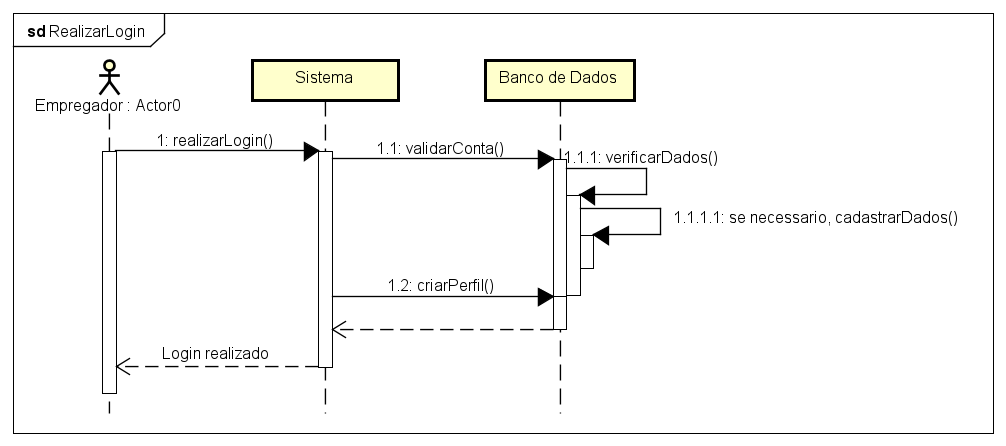 sd RealizarLogin
Empregador : Actor0
Sistema
Banco de Dados
1: realizarLogin()
1.1: validarConta()
1.1.1: verificarDados()
1.1.1.1: se necessario, cadastrarDados()
1.2: criarPerfil()
Login realizado